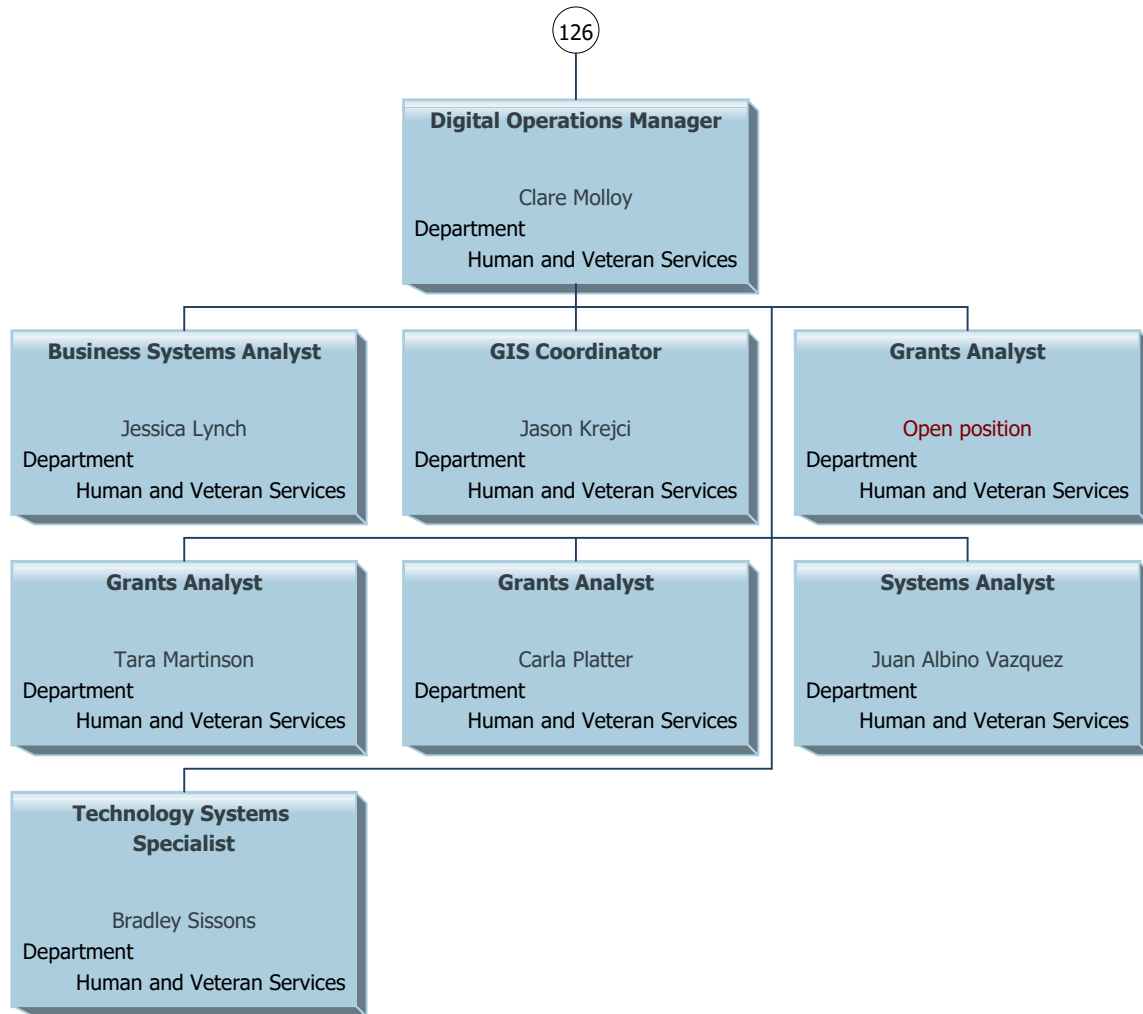 126
Digital Operations Manager
Clare Molloy
Department
Human and Veteran Services
Business Systems Analyst
Jessica Lynch
Department
Human and Veteran Services
GIS Coordinator
Jason Krejci
Department
Human and Veteran Services
Grants Analyst
Open position
Department
Human and Veteran Services
Grants Analyst
Tara Martinson
Department
Human and Veteran Services
Grants Analyst
Carla Platter
Department
Human and Veteran Services
Systems Analyst
Juan Albino Vazquez
Department
Human and Veteran Services
Technology Systems
Specialist
Bradley Sissons
Department
Human and Veteran Services